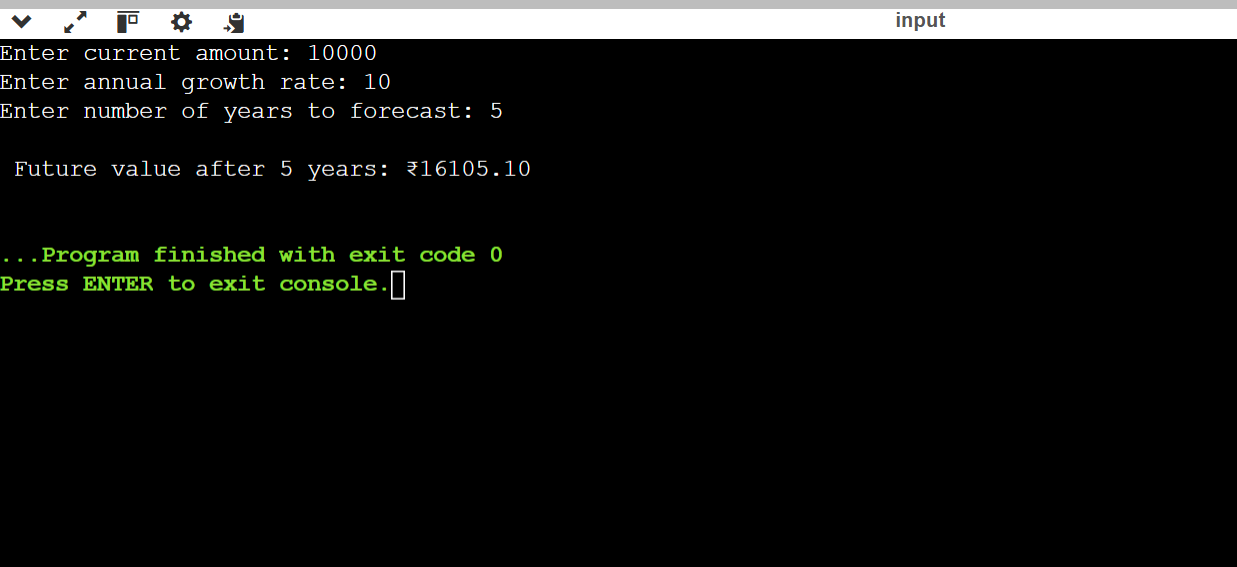 input
Enter current amount: 10000
Enter annual growth rate: 10
Enter number of years to forecast: 5
Future value after 5 years: ₹16105.10
...Program finished with exit code 0
Press ENTER to exit console.